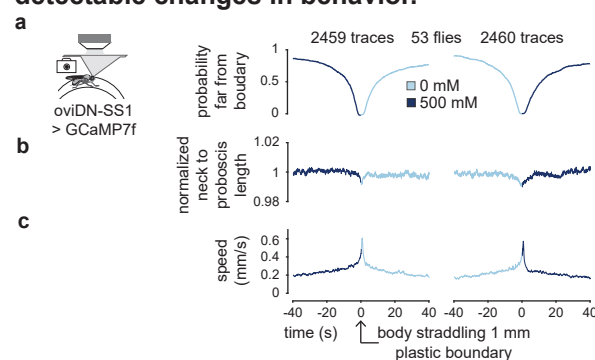 detectable changes in behavior.
a
oviDN-SS1
> GCaMP7f
probability
far from
boudary
1
0.5
0
2459 traces 53 flies 2460 traces
0 mM
500 mM
b
normalized
neck to
proboscis
length
1.02
1
0.98
c
speed
(mm/s)
0.6
0.4
0.2
0
-40 -20 0 20 40 -40 -20 0 20 40
time (s)
body straddling 1 mm
plastic boundary